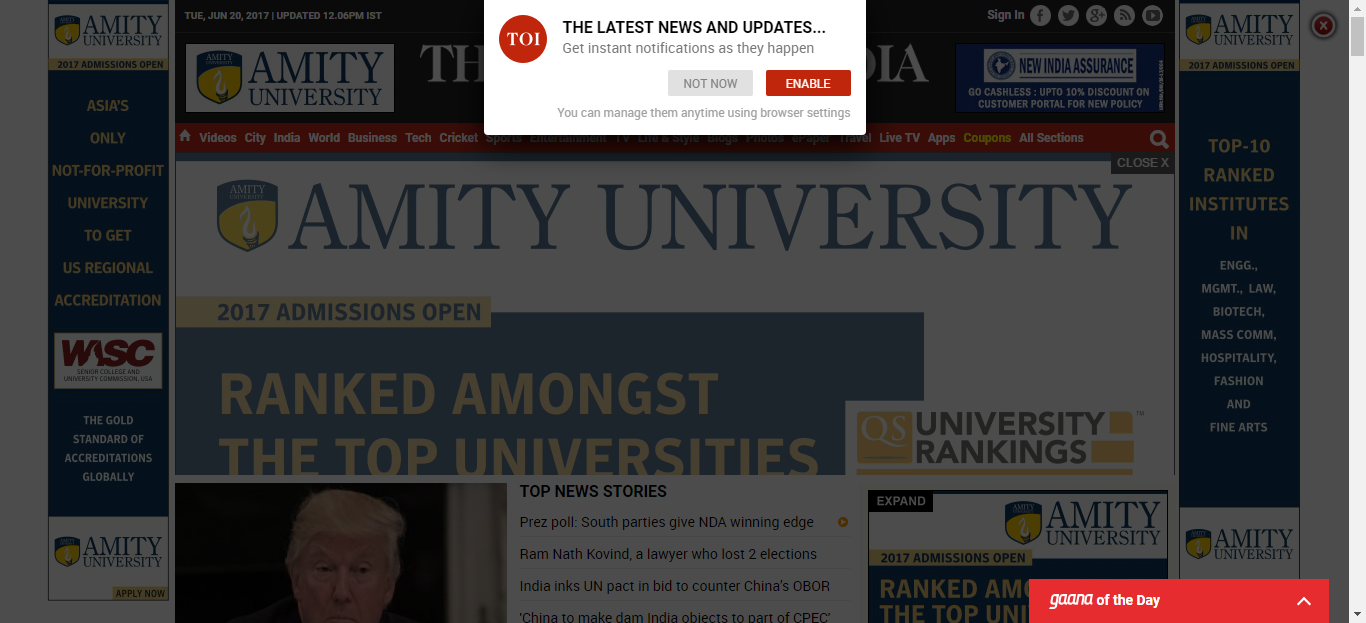 TUE, JUN 20, 2017 | UPDATED 12.06PM IST
Sign In
TOI
THE LATEST NEWS AND UPDATES...
Get instant notifications as they happen
NOT NOW
ENABLE
You can manage them anytime using browser settings
AMITY UNIVERSITY
AMITY
UNIVERSITY
TH
DIA
NEW INDIA ASSURANCE
GO CASHLESS : UPTO 10% DISCOUNT ON
CUSTOMER PORTAL FOR NEW POLICY
Videos City India World Business Tech Cricket Sports Entertainment TV Life & Style Blogs Photos ePaper Travel Live TV Apps Coupons All Sections
CLOSE X
AMITY
UNIVERSITY
2017 ADMISSIONS OPEN
ASIA'S
ONLY
NOT-FOR-PROFIT
UNIVERSITY
TO GET
US REGIONAL
ACCREDITATION
WASC
SENIOR COLLEGE AND
UNIVERSITY COMMISSION, USA
THE GOLD
STANDARD OF
ACCREDITATIONS
GLOBALLY
AMITY
UNIVERSITY
APPLY NOW
AMITY UNIVERSITY
AMITY UNIVERSITY
2017 ADMISSIONS OPEN
RANKED AMONGST
THE TOP UNIVERSITIES
QS UNIVERSITY
RANKINGS
TM
TOP NEWS STORIES
Prez poll: South parties give NDA winning edge
Ram Nath Kovind, a lawyer who lost 2 elections
India inks UN pact in bid to counter China's OBOR
'China to make dam India objects to part of CPEC'
EXPAND
AMITY
UNIVERSITY
2017 ADMISSIONS OPEN
RANKED AMO
THE TOP UN
AMITY
UNIVERSITY
2017 ADMISSIONS OPEN
TOP-10
RANKED
INSTITUTES
IN
ENGG.,
MGMT., LAW,
BIOTECH,
MASS COMM,
HOSPITALITY,
FASHION
AND
FINE ARTS
AMITY
UNIVERSITY
gaana of the Day